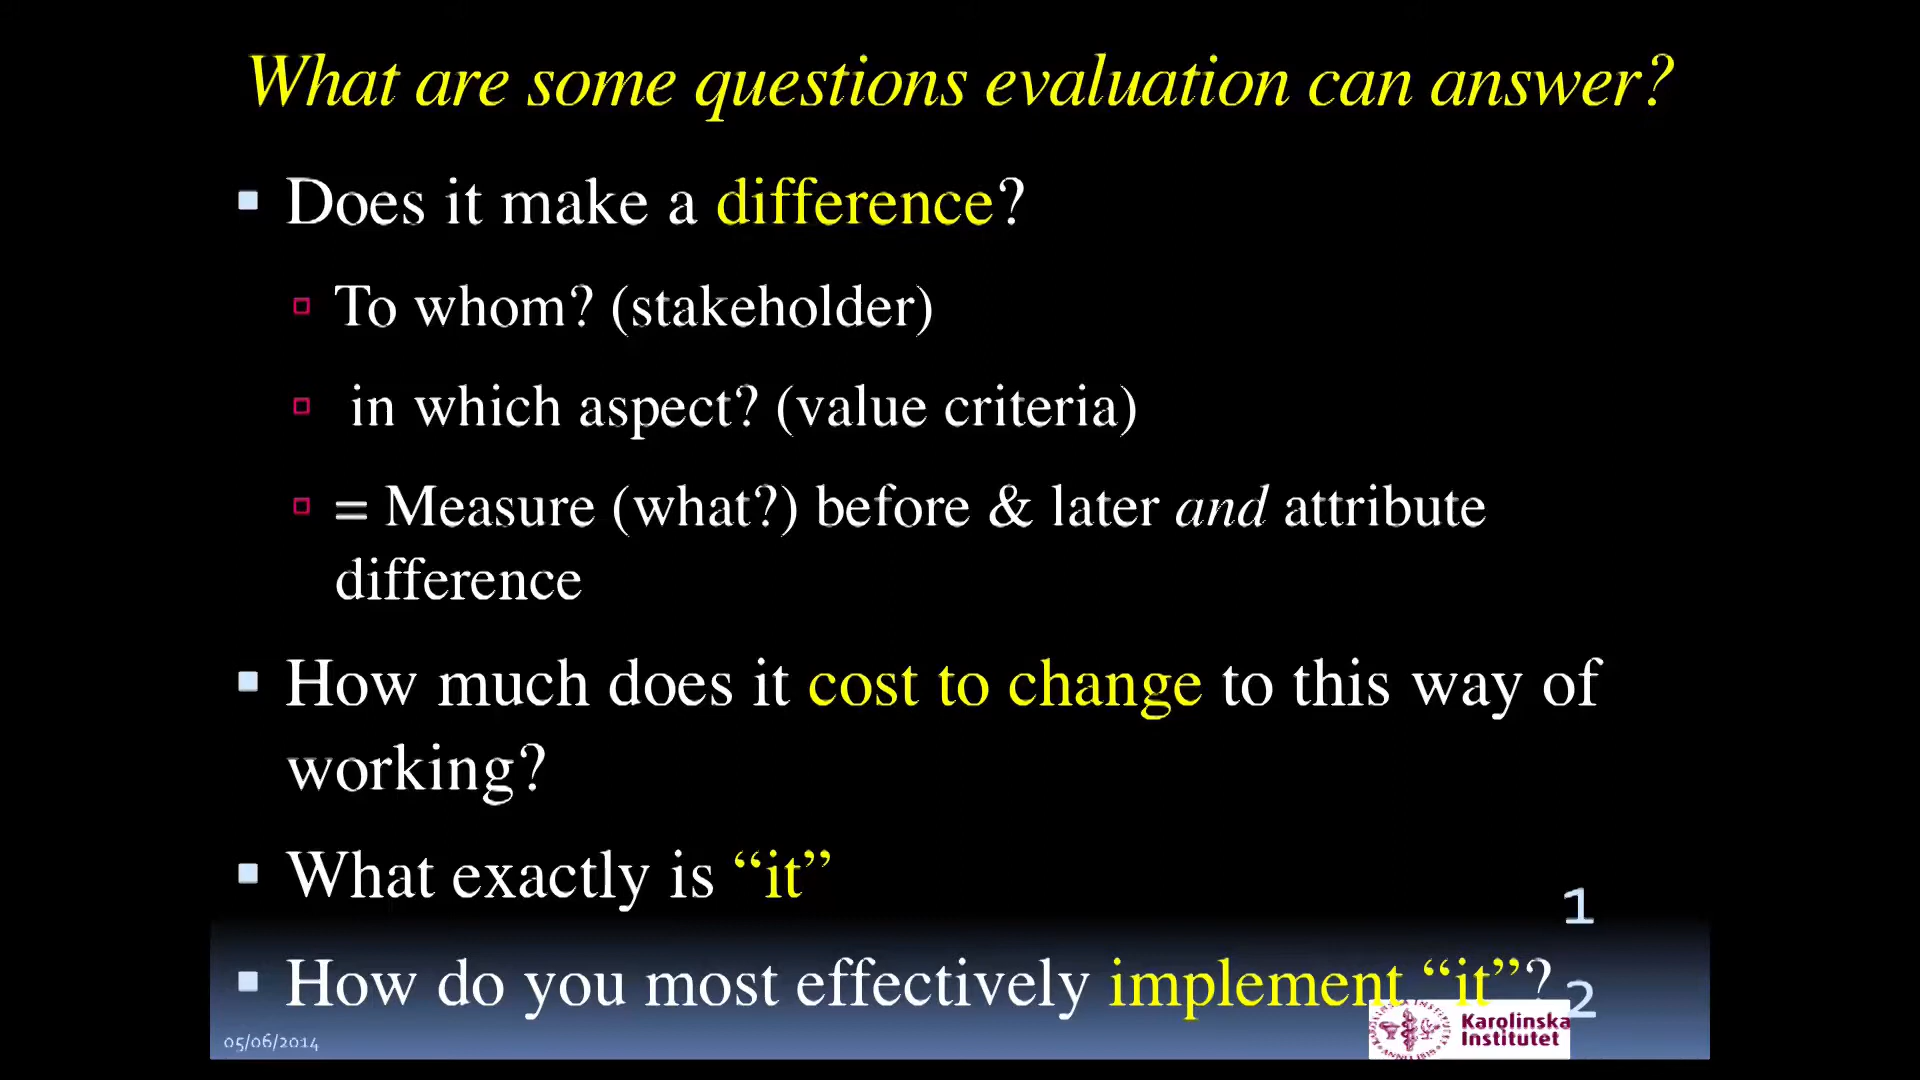 What are some questions evaluation can answer?
Does it make a difference?
To whom? (stakeholder)
in which aspect? (value criteria)
= Measure (what?) before & later and attribute
difference
How much does it cost to change to this way of
working?
What exactly is “it”
1
How do you most effectively implement “it”?
2
05/06/2014
Karolinska
Institutet